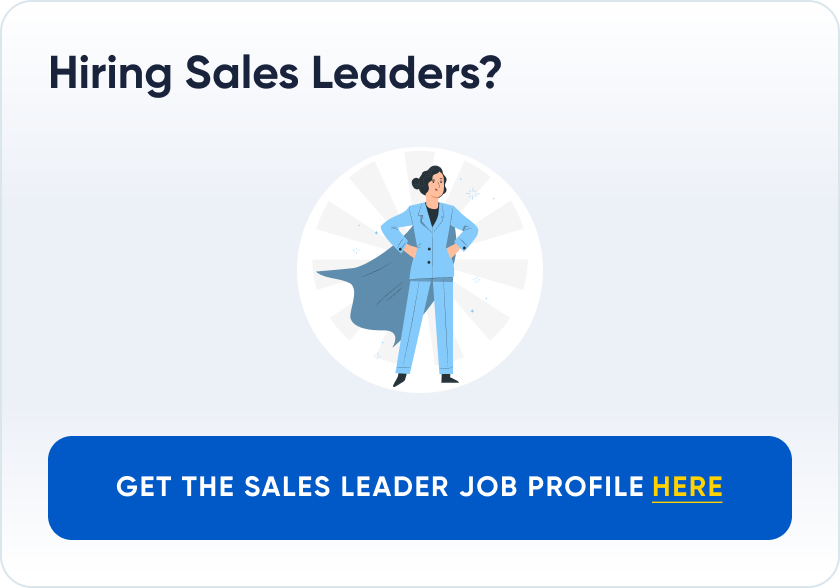 Hiring Sales Leaders?
GET THE SALES LEADER JOB PROFILE HERE